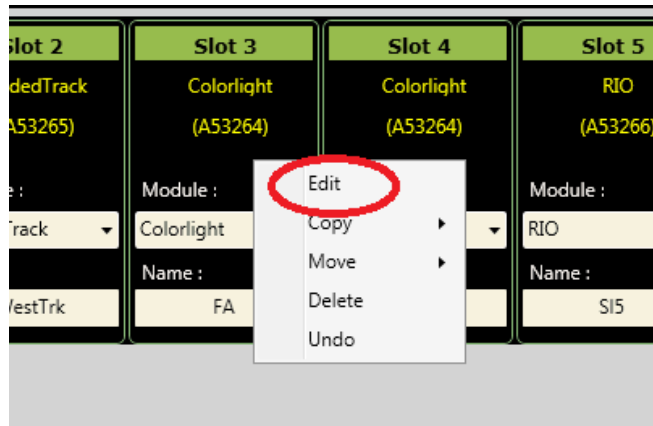 Slot 2
Slot 3
Slot 4
Slot 5
dedTrack
Colorlight
Colorlight
RIO
A53265)
(A53264)
(A53264)
(A53266)
e :
Module :
Module :
Track
Colorlight
RIO
Name :
Name :
WestTrk
FA
SI5
Edit
Copy
Move
Delete
Undo